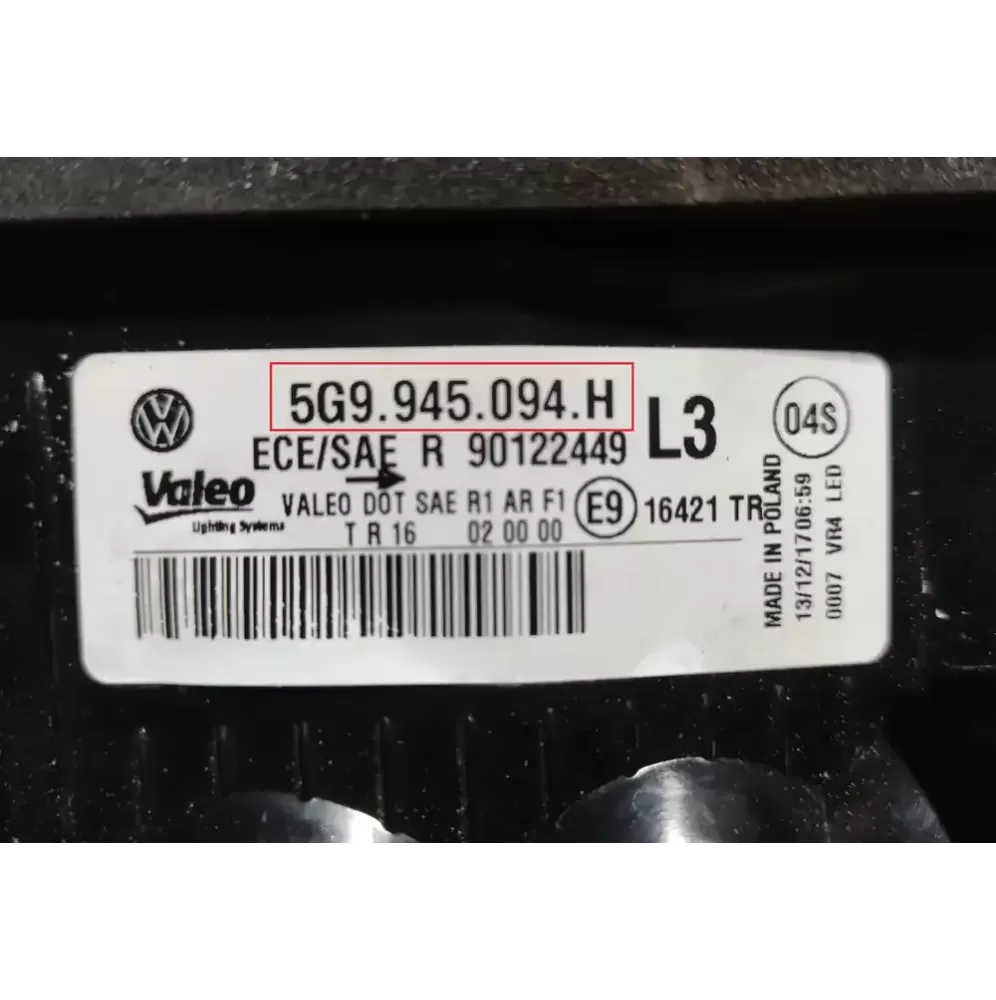 5G9.945.094.H
ECE/SAE R 90122449
L3
04S
Valeo
Lighting Systems
VALEO DOT SAE R1 AR F1
E9
16421 TR
T R 16 02 00 00
MADE IN POLAND
13/12/17 06:59
0007 VR4 LED